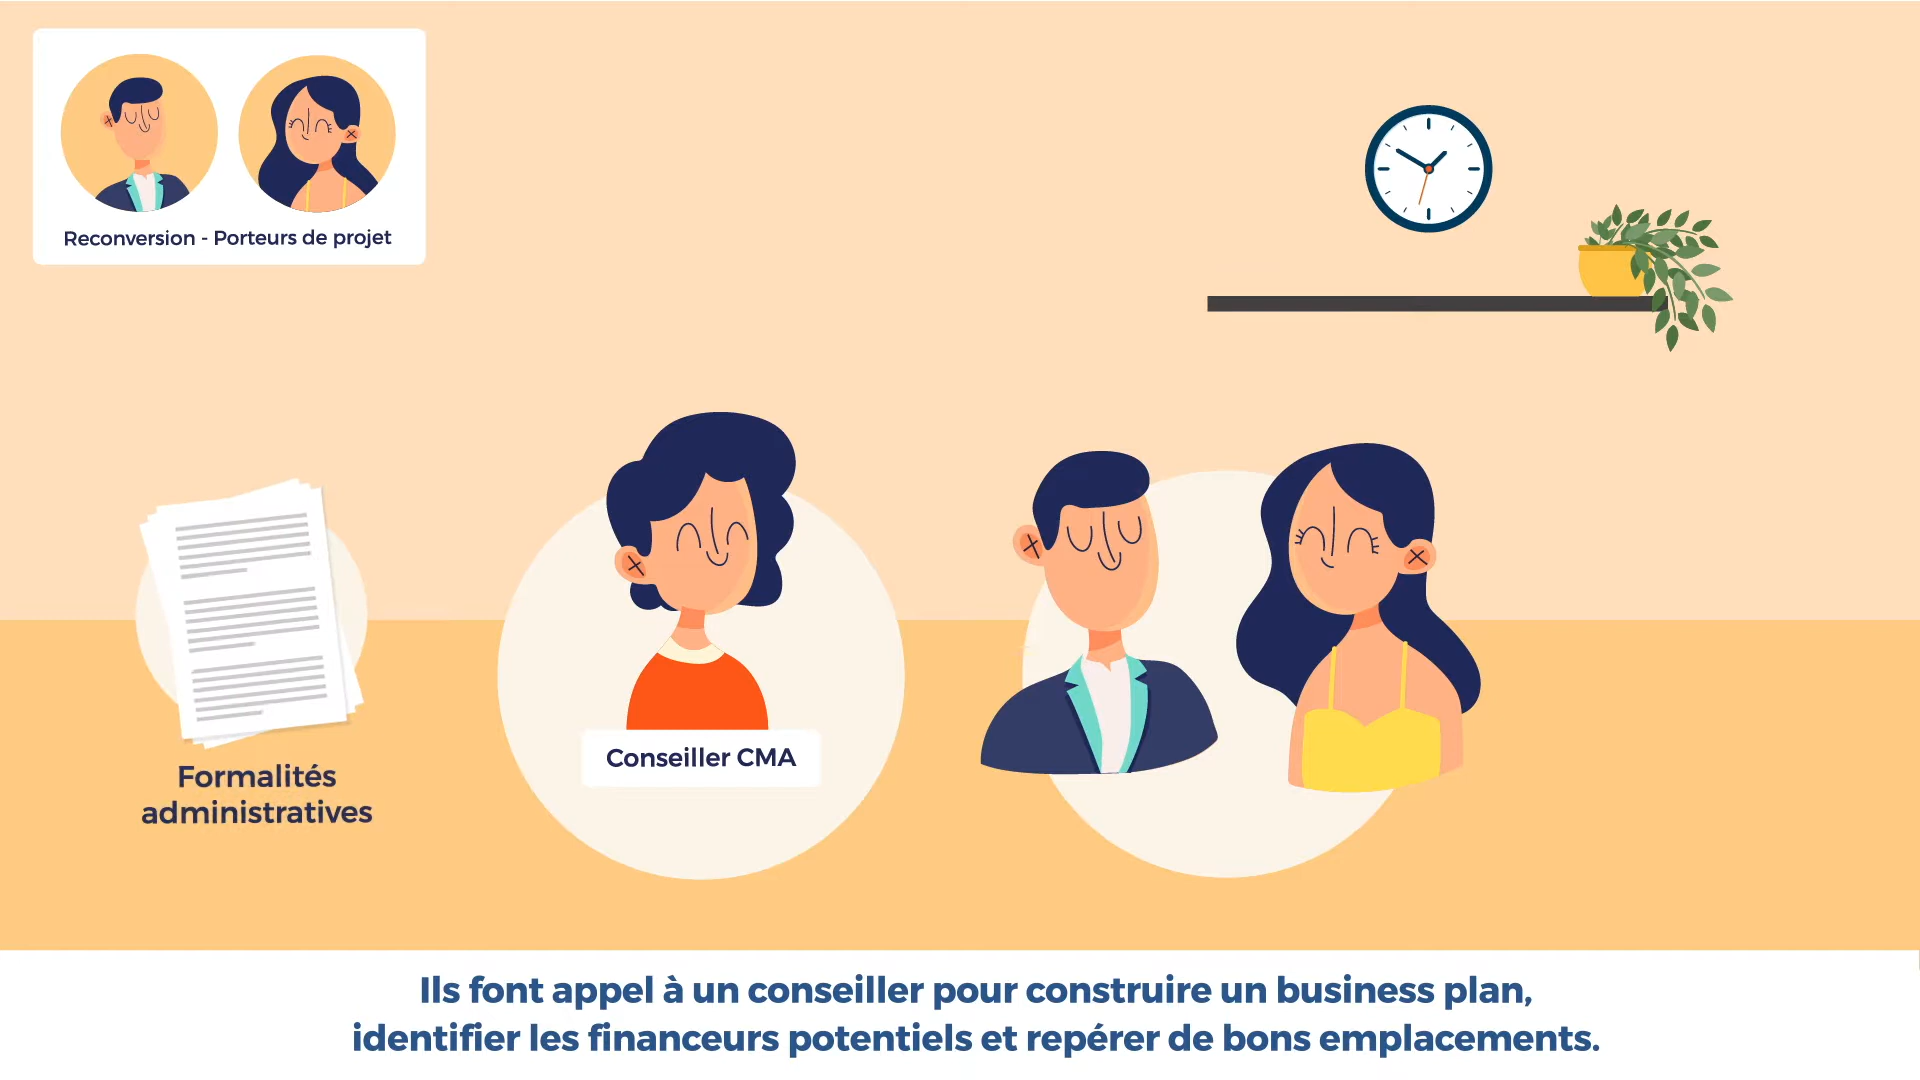 Reconversion - Porteurs de projet
Formalités
administratives
Conseiller CMA
Ils font appel à un conseiller pour construire un business plan,
identifier les financeurs potentiels et repérer de bons emplacements.